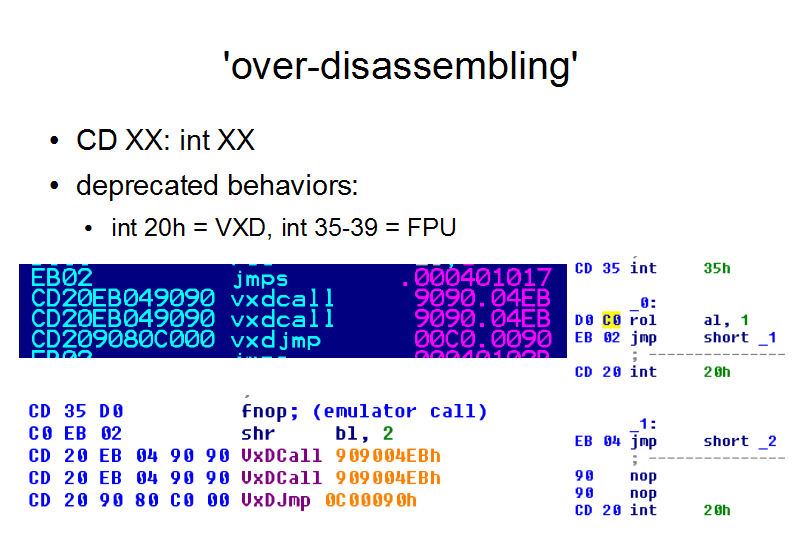 'over-disassembling'
• CD XX: int XX
• deprecated behaviors:
• int 20h = VXD, int 35-39 = FPU
EB02 jmps .000401017
CD20EB049090 vxdcall 9090.04EB
CD20EB049090 vxdcall 9090.04EB
CD209080C000 vxdjmp 00C0.0090
CD 35 D0 fnop; (emulator call)
C0 EB 02 shr bl, 2
CD 20 EB 04 90 90 VxDCall 909004EBh
CD 20 EB 04 90 90 VxDCall 909004EBh
CD 20 90 80 C0 00 VxDJmp 0C00090h
CD 35 int 35h
_0:
D0 C0 rol al, 1
EB 02 jmp short _1
; ---------------
CD 20 int 20h
_1:
EB 04 jmp short _2
; ---------------
90 nop
90 nop
CD 20 int 20h